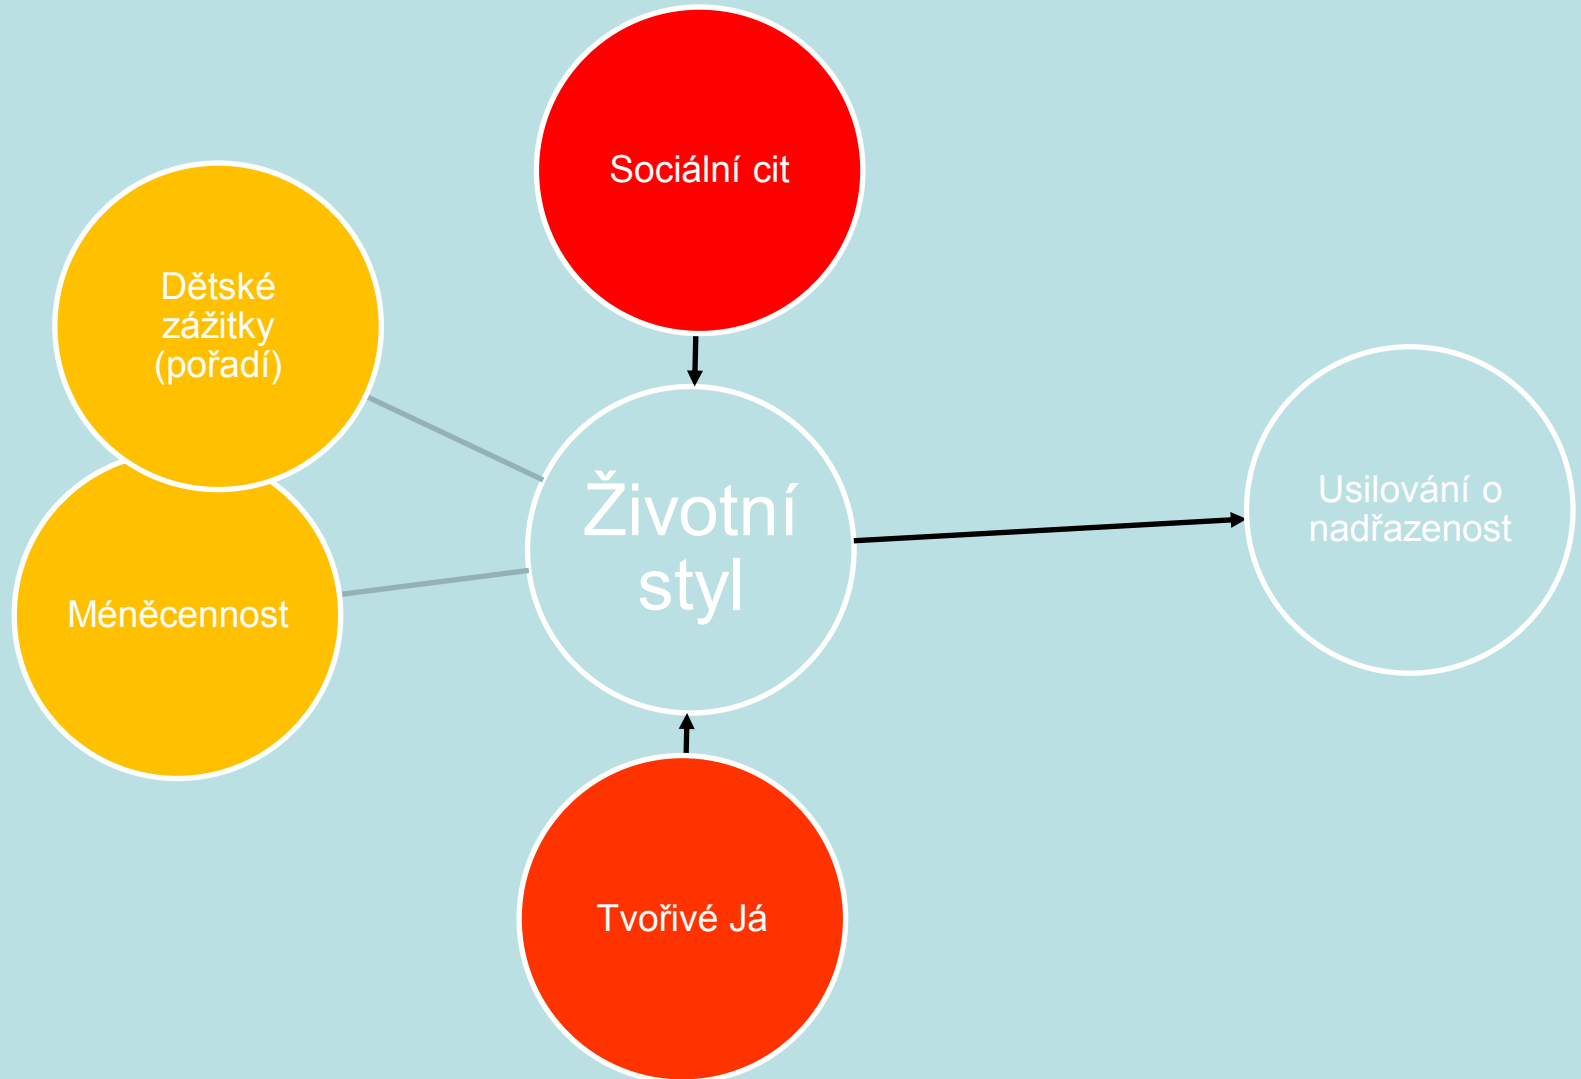 Sociální cit
Dětské
zážitky
(pořadí)
Životní
styl
Usilování o
nadřazenost
Méněcennost
Tvořivé Já